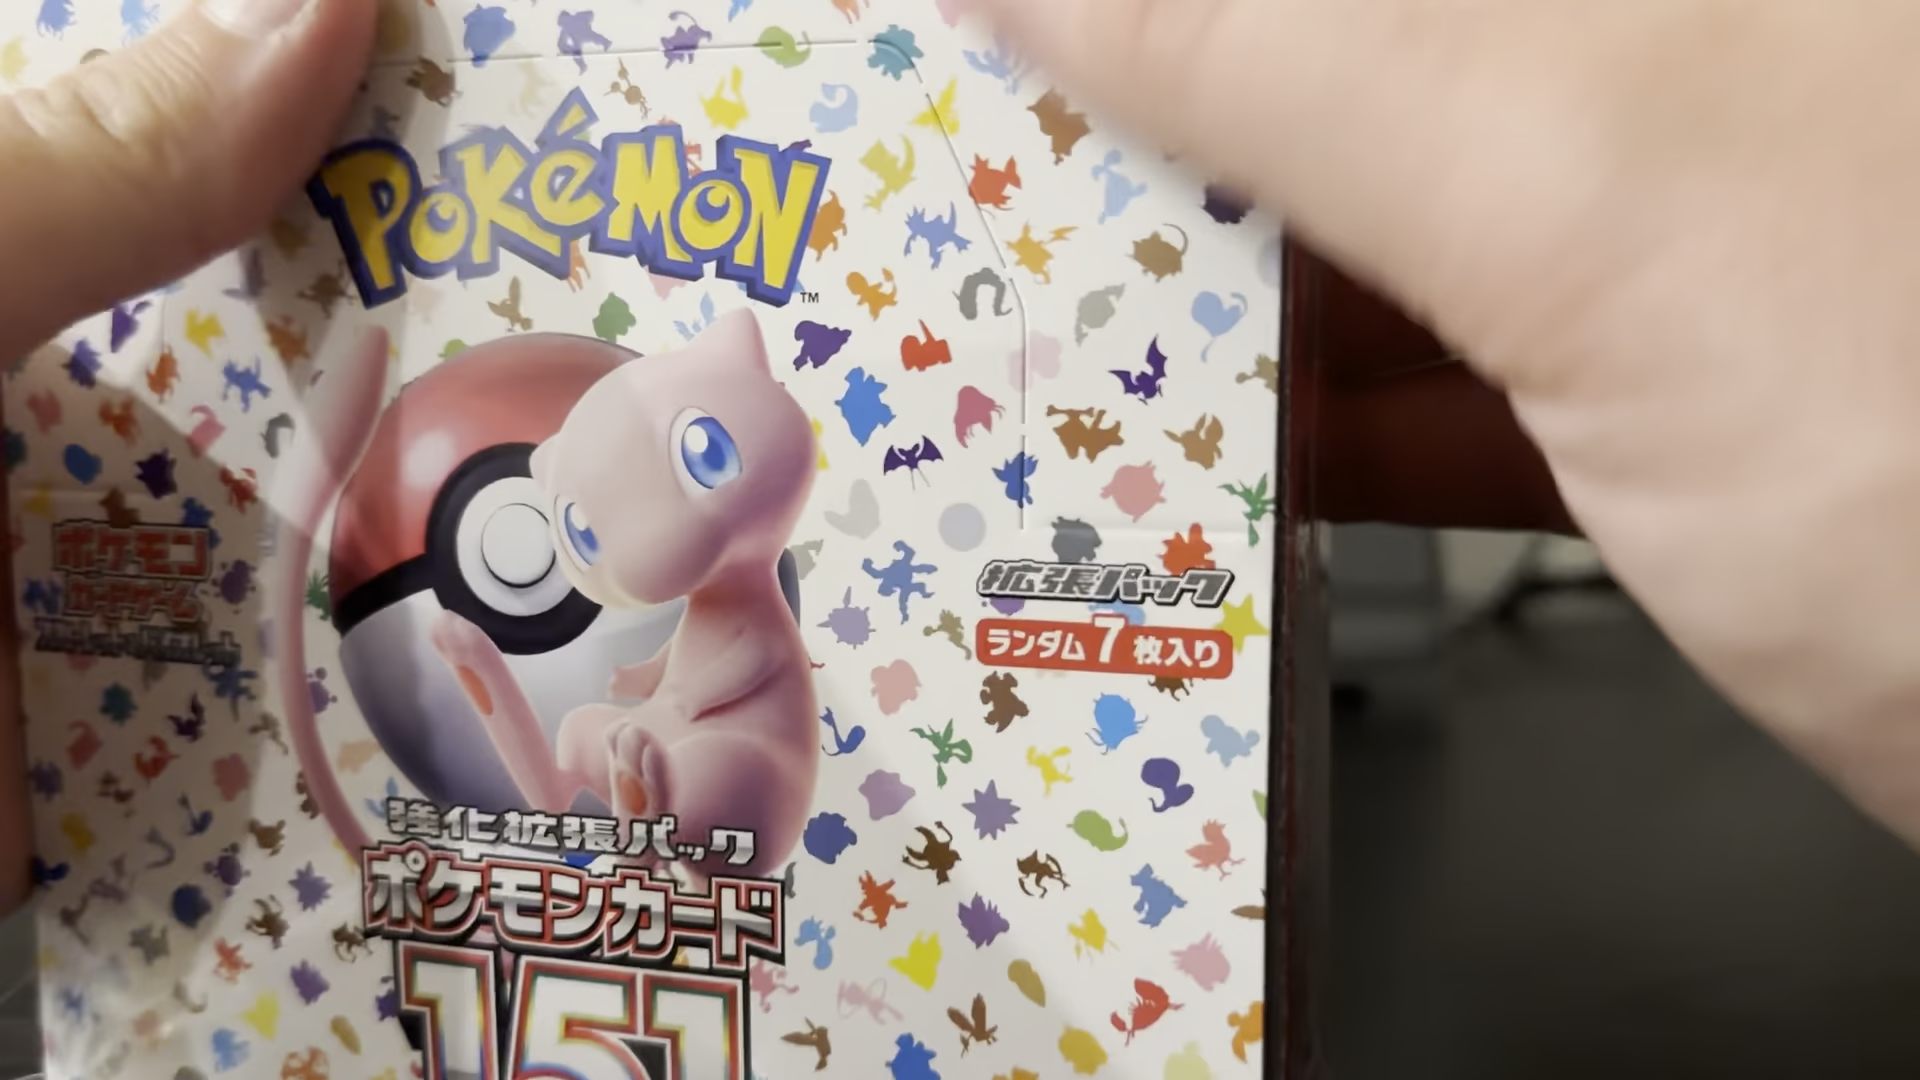 Pokémon
TM
ポケモン
カードゲーム
拡張パック
ランダム7枚入り
強化拡張パック
ポケモンカード
151